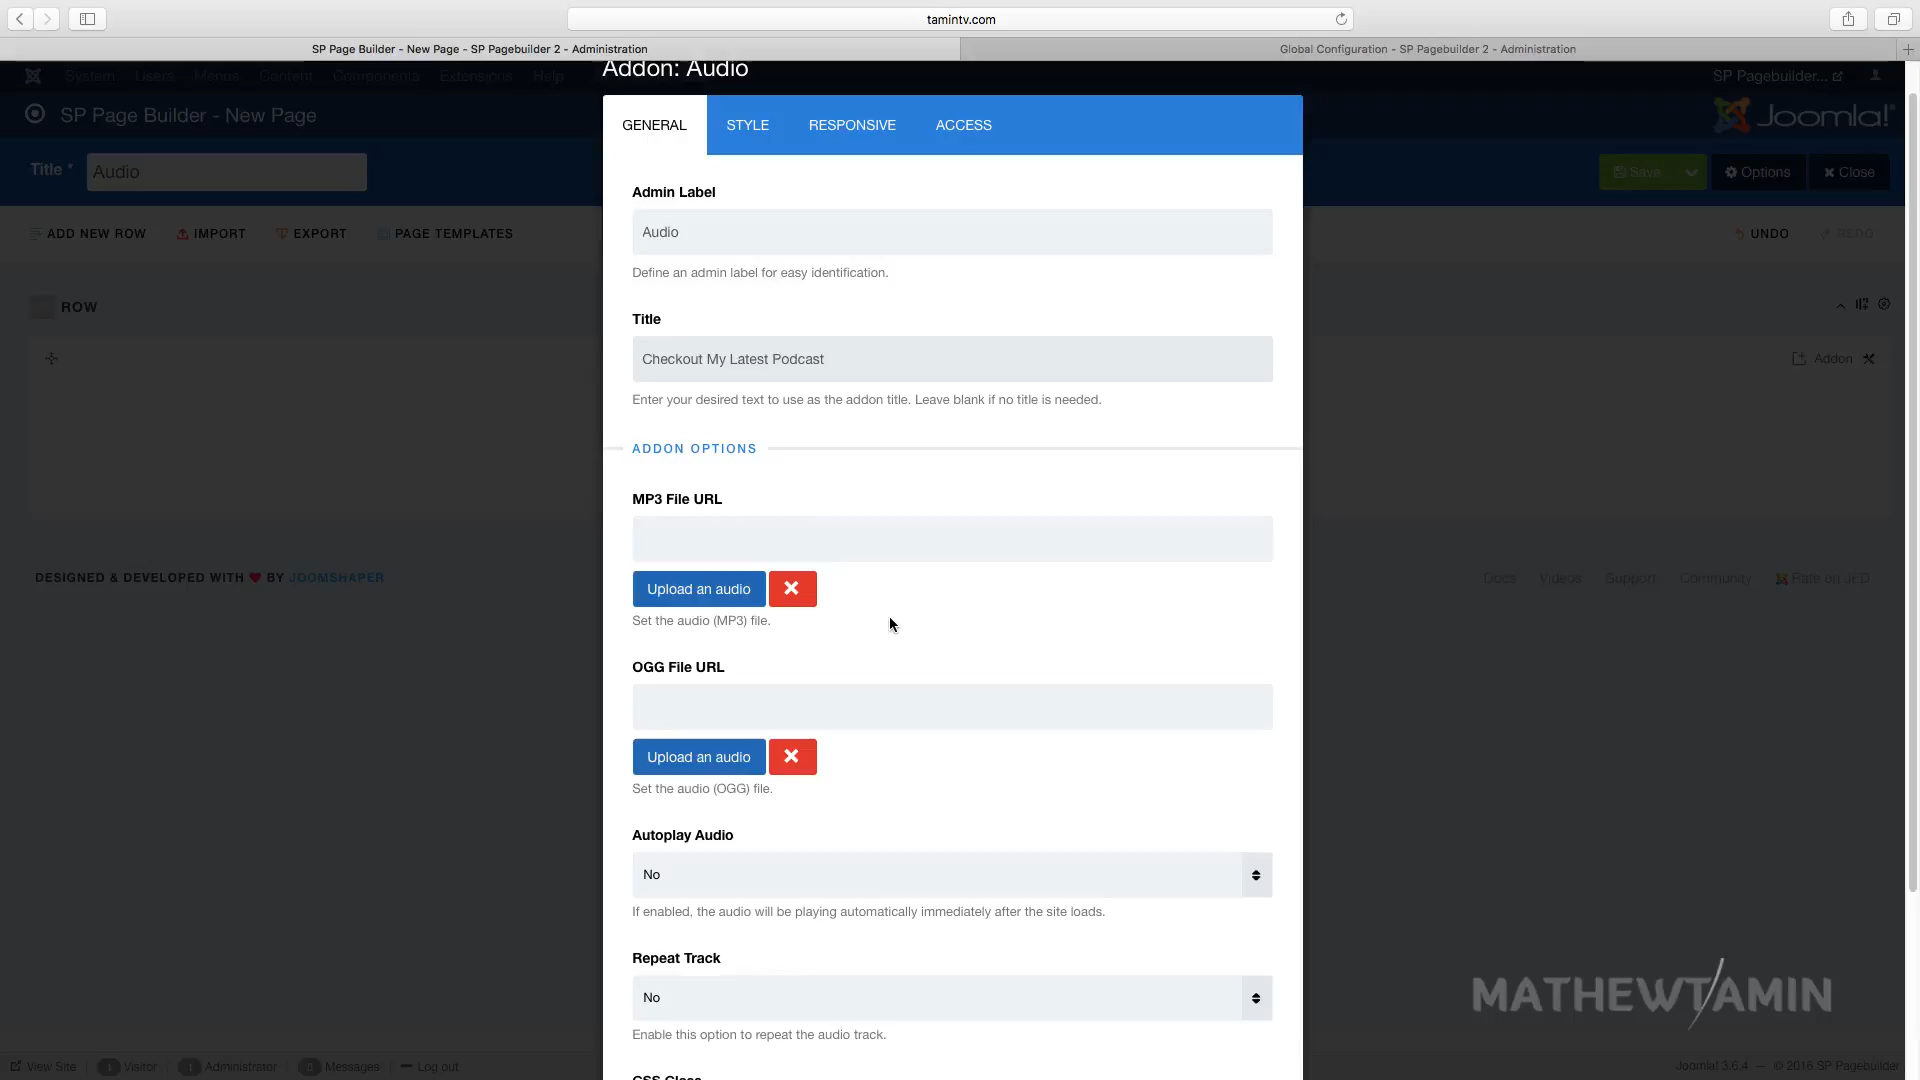 tamintv.com
SP Page Builder - New Page - SP Pagebuilder 2 - Administration
Global Configuration - SP Pagebuilder 2 - Administration
Addon: Audio
System Users Menus Content Components Extensions Help
SP Pagebuilder...
SP Page Builder - New Page
Joomla!
GENERAL STYLE RESPONSIVE ACCESS
Title *
Audio
Save
Options
Close
Admin Label
Audio
Define an admin label for easy identification.
ADD NEW ROW IMPORT EXPORT PAGE TEMPLATES
UNDO REDO
ROW
Addon
Title
Checkout My Latest Podcast
Enter your desired text to use as the addon title. Leave blank if no title is needed.
ADDON OPTIONS
MP3 File URL
Upload an audio
Set the audio (MP3) file.
DESIGNED & DEVELOPED WITH BY JOOMSHAPER
Docs Videos Support Community Rate on JED
OGG File URL
Upload an audio
Set the audio (OGG) file.
Autoplay Audio
No
If enabled, the audio will be playing automatically immediately after the site loads.
Repeat Track
No
Enable this option to repeat the audio track.
MATHEWTAMIN
CSS Class
View Site Visitor Administrator Messages Log out
Joomla! 3.6.4 — © 2015 SP Pagebuilder